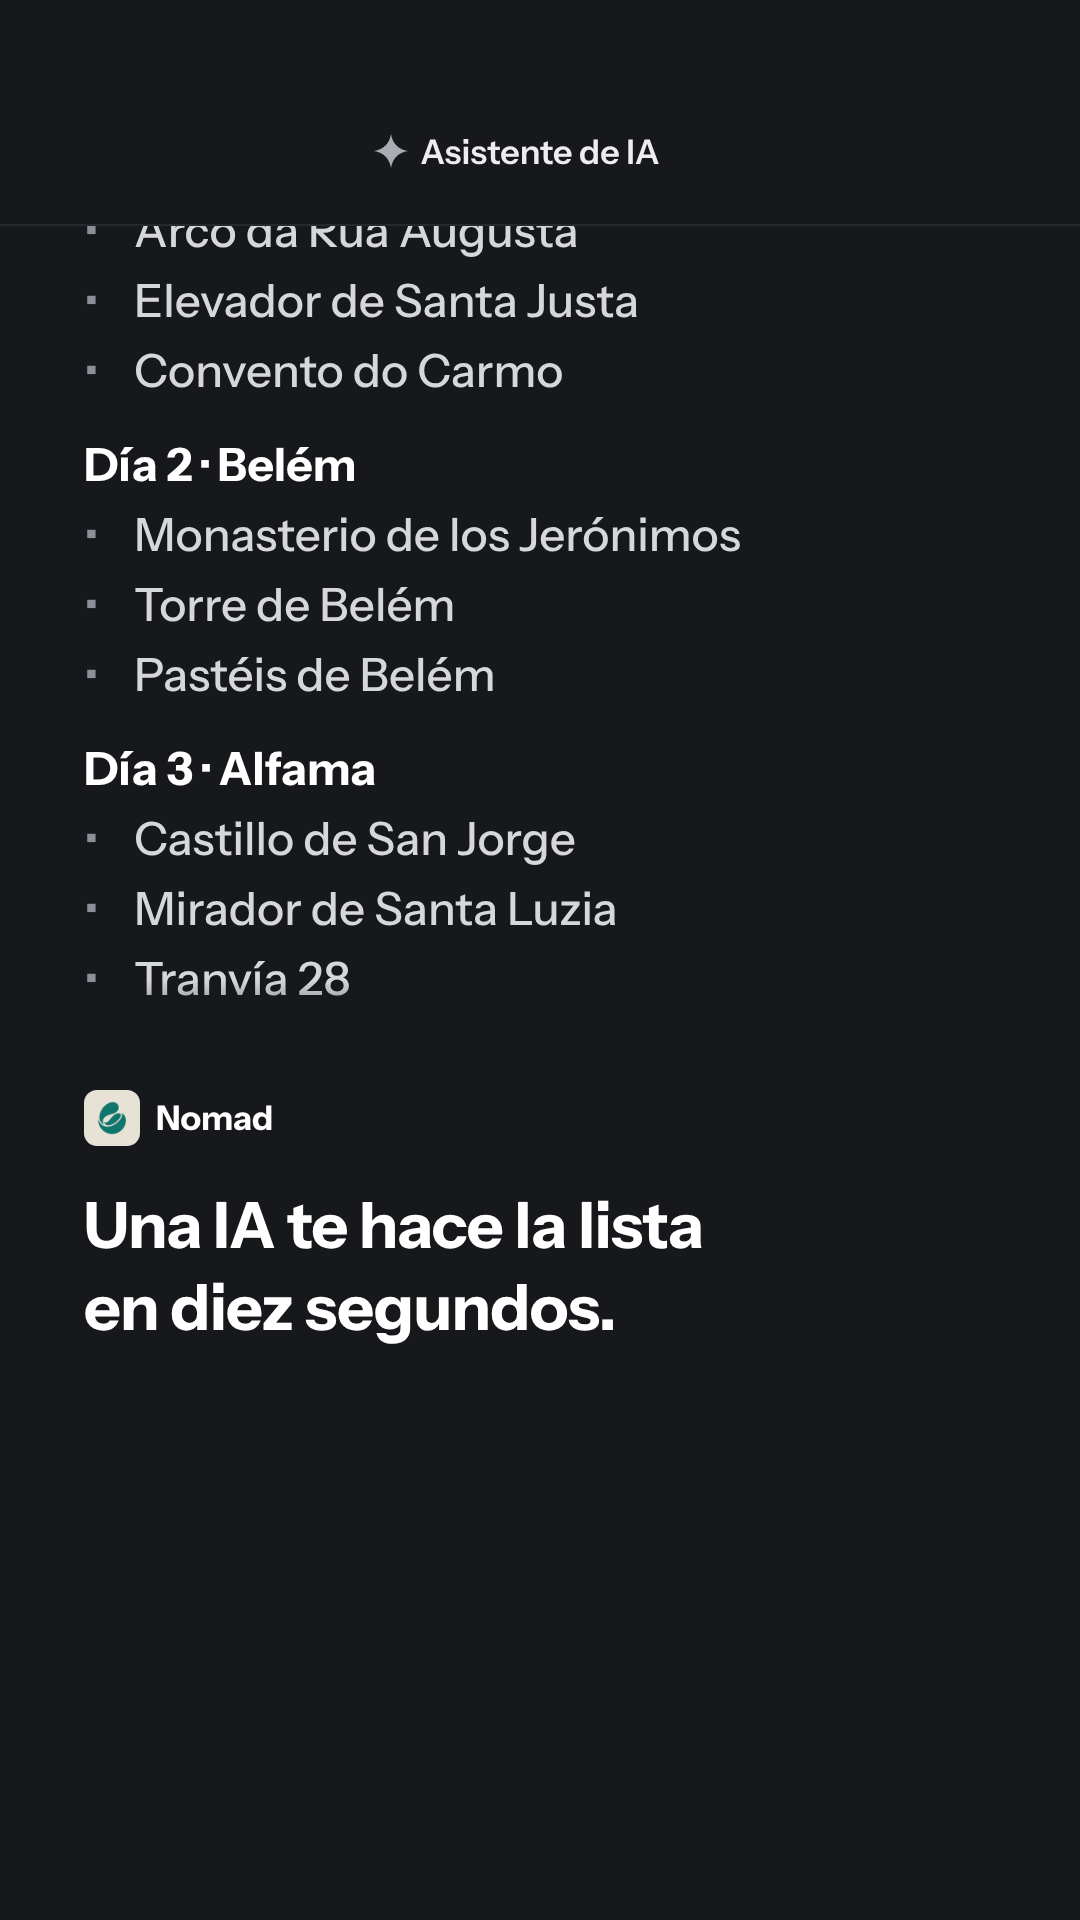 Asistente de IA
▪ Arco da Rua Augusta
▪ Elevador de Santa Justa
▪ Convento do Carmo
Día 2 · Belém
▪ Monasterio de los Jerónimos
▪ Torre de Belém
▪ Pastéis de Belém
Día 3 · Alfama
▪ Castillo de San Jorge
▪ Mirador de Santa Luzia
▪ Tranvía 28
Nomad
Una IA te hace la lista
en diez segundos.